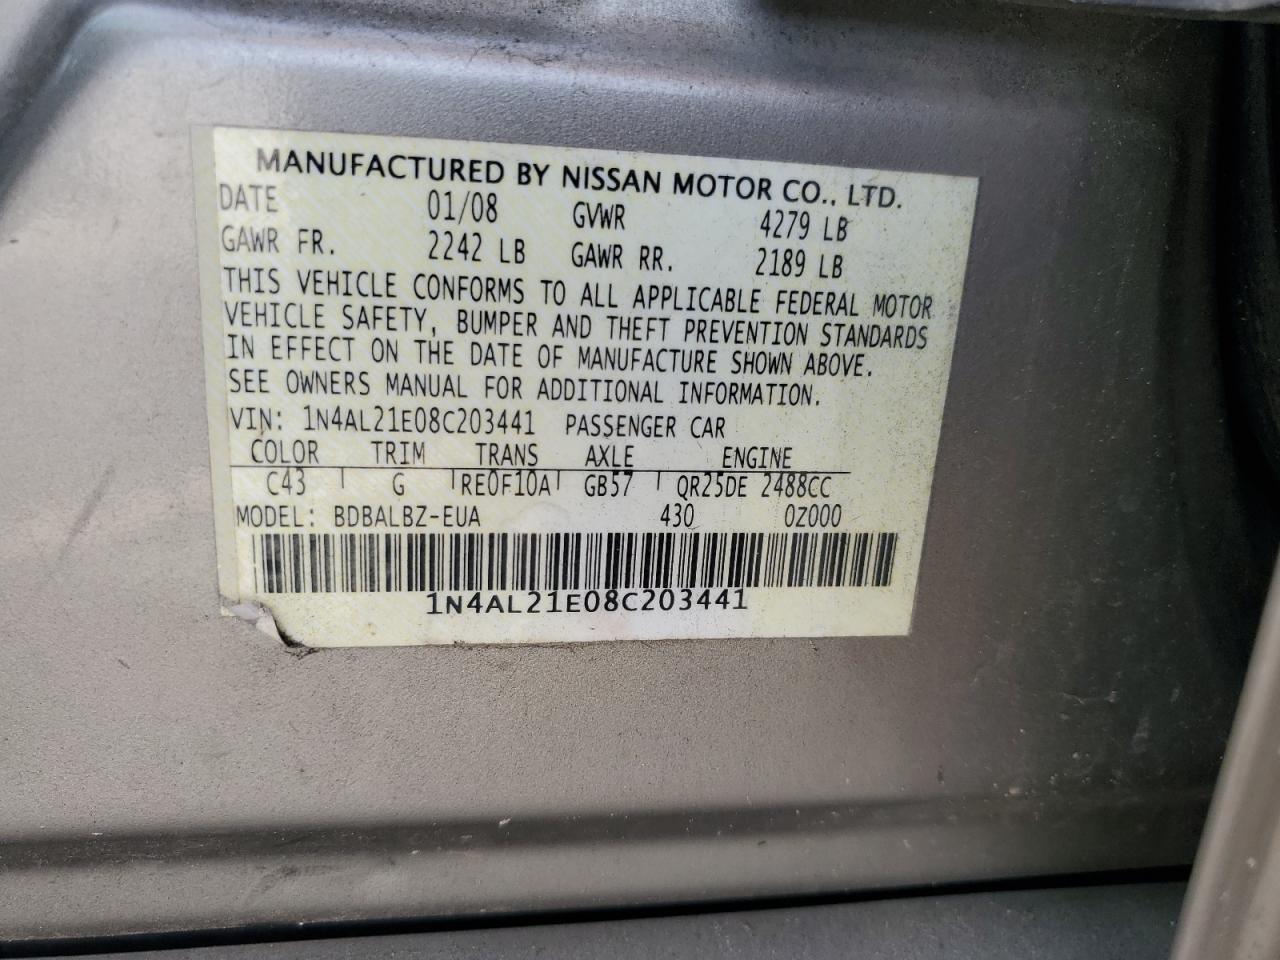 MANUFACTURED BY NISSAN MOTOR CO., LTD.
DATE 01/08 GVWR 4279 LB
GAWR FR. 2242 LB GAWR RR. 2189 LB
THIS VEHICLE CONFORMS TO ALL APPLICABLE FEDERAL MOTOR
VEHICLE SAFETY, BUMPER AND THEFT PREVENTION STANDARDS
IN EFFECT ON THE DATE OF MANUFACTURE SHOWN ABOVE.
SEE OWNERS MANUAL FOR ADDITIONAL INFORMATION.
VIN: 1N4AL21E08C203441 PASSENGER CAR
COLOR TRIM TRANS AXLE ENGINE
C43 G RE0F10A GB57 QR25DE 2488CC
MODEL: BDBALBZ-EUA 430 0Z000
1N4AL21E08C203441